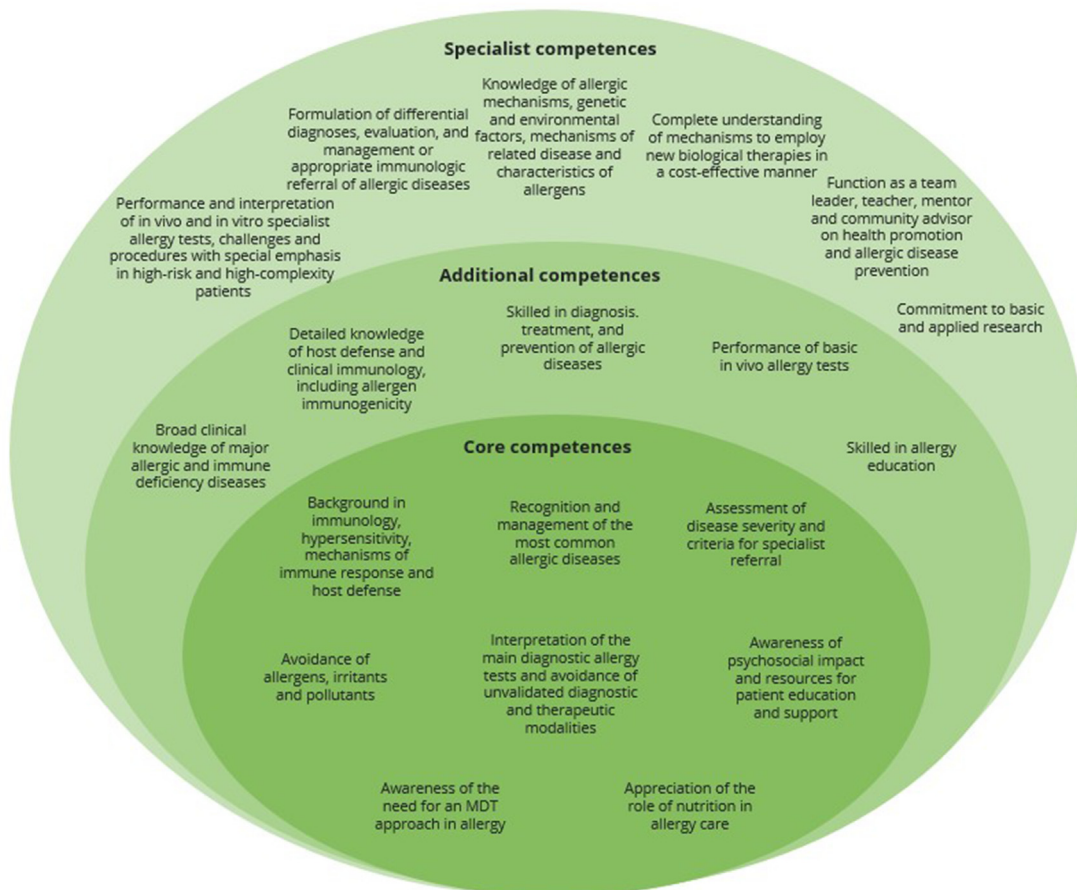 Specialist competences
Formulation of differential
diagnoses, evaluation, and
management or
appropriate immunologic
referral of allergic diseases
Knowledge of allergic
mechanisms, genetic
and environmental
factors, mechanisms of
related disease and
characteristics of
allergens
Complete understanding
of mechanisms to employ
new biological therapies in
a cost-effective manner
Performance and interpretation
of in vivo and in vitro specialist
allergy tests, challenges and
procedures with special emphasis
in high-risk and high-complexity
patients
Function as a team
leader, teacher, mentor
and community advisor
on health promotion
and allergic disease
prevention
Commitment to basic
and applied research
Additional competences
Detailed knowledge
of host defense and
clinical immunology,
including allergen
immunogenicity
Skilled in diagnosis.
treatment, and
prevention of allergic
diseases
Performance of basic
in vivo allergy tests
Broad clinical
knowledge of major
allergic and immune
deficiency diseases
Skilled in allergy
education
Core competences
Background in
immunology,
hypersensitivity,
mechanisms of
immune response and
host defense
Recognition and
management of the
most common
allergic diseases
Assessment of
disease severity and
criteria for specialist
referral
Avoidance of
allergens, irritants
and pollutants
Interpretation of the
main diagnostic allergy
tests and avoidance of
unvalidated diagnostic
and therapeutic
modalities
Awareness of
psychosocial impact
and resources for
patient education
and support
Awareness of the
need for an MDT
approach in allergy
Appreciation of the
role of nutrition in
allergy care